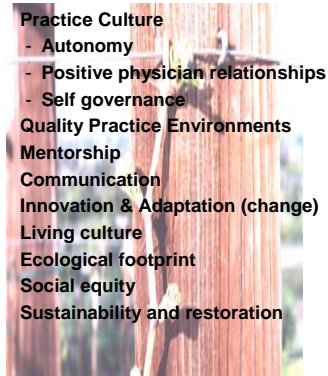 Practice Culture
- Autonomy
- Positive physician relationships
- Self governance
Quality Practice Environments
Mentorship
Communication
Innovation & Adaptation (change)
Living culture
Ecological footprint
Social equity
Sustainability and restoration